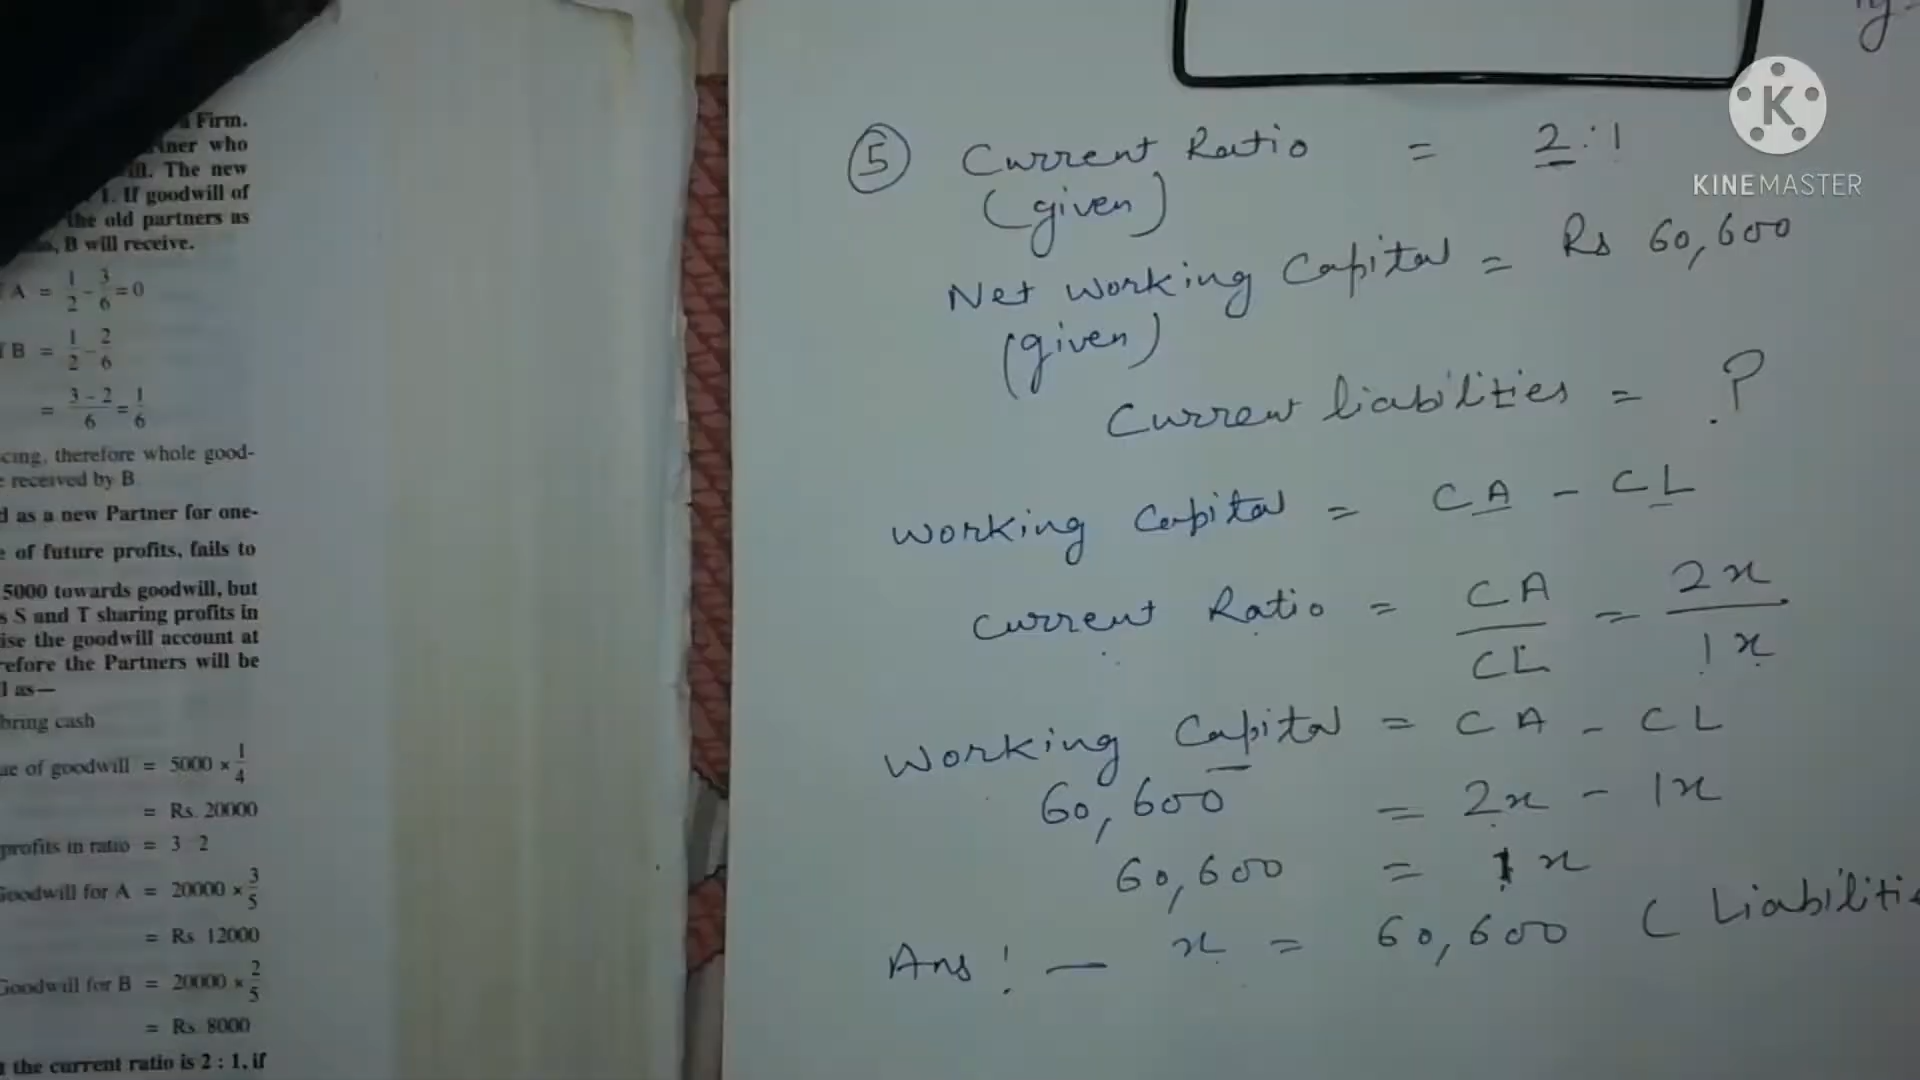 Firm.
who
The new
1. If goodwill of
the old partners as
B will receive.
A = 1/2 - 3/6 = 0
B = 1/2 - 2/6
= 3 - 2/6 = 1/6
therefore whole good-
received by B
as a new Partner for one-
of future profits, fails to
5000 towards goodwill, but
S and T sharing profits in
the goodwill account at
the Partners will be
as—
bring cash
of goodwill = 5000 × 1/4
= Rs. 20000
profits in ratio = 3 2
Goodwill for A = 20000 × 3/5
= Rs 12000
Goodwill for B = 20000 × 2/5
= Rs 8000
the current ratio is 2 : 1, if
KINEMASTER
5 Current Ratio = 2 : 1
(given)
Net working Capital = Rs 60,600
(given)
Curren liabilities = ?
Working Capital = CA - CL
Current Ratio = CA/CL = 2x/1x
Working Capital = CA - CL
60,600 = 2x - 1x
60,600 = 1x
Ans : — x = 60,600 (